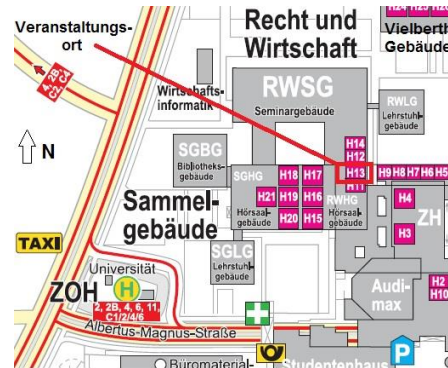 Veranstaltungs-
ort
Recht und
Wirtschaft
Vielberth
Gebäude
4, 2B,
C2, C4
Wirtschafts-
informatik
RWSG
Seminargebäude
RWLG
Lehrstuhl-
gebäude
N
SGBG
Bibliotheks-
gebäude
H14
H12
H13
H11
H9 H8 H7 H6 H5
SGHG
H18 H17
H21 H19 H16
Hörsaal-
gebäude
H20 H15
RWHG
Hörsaal-
gebäude
H4
ZH
H3
Sammel-
gebäude
SGLG
Lehrstuhl-
gebäude
TAXI
Universität
ZOH
H
2, 2B, 4, 6, 11,
C1/2/4/6
Albertus-Magnus-Straße
Audi-
max
H2
H10
P
Büromaterial-
Studentenhaus